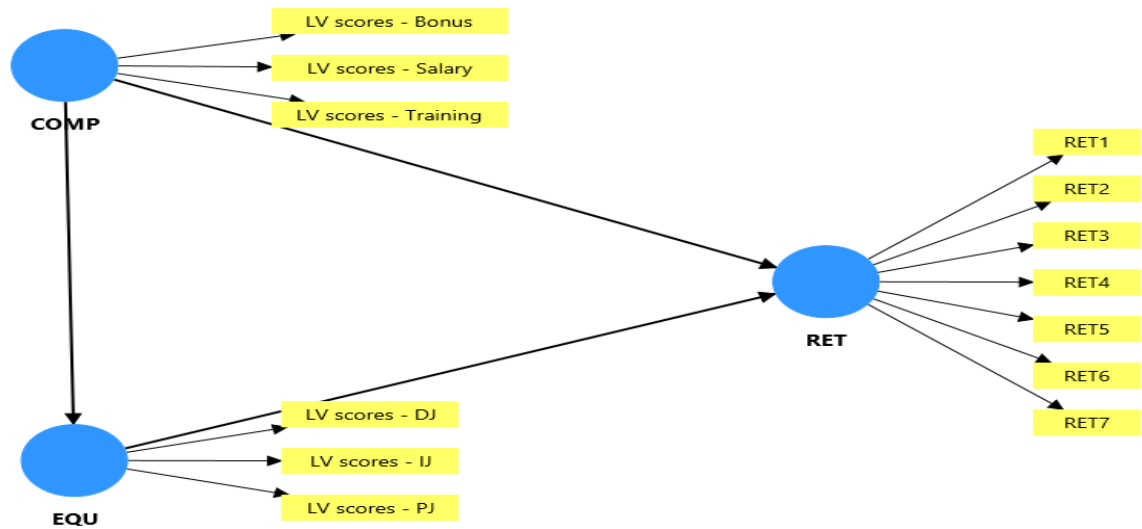 LV scores - Bonus
LV scores - Salary
LV scores - Training
COMP
RET1
RET2
RET3
RET4
RET5
RET6
RET7
RET
LV scores - DJ
LV scores - IJ
LV scores - PJ
EQU